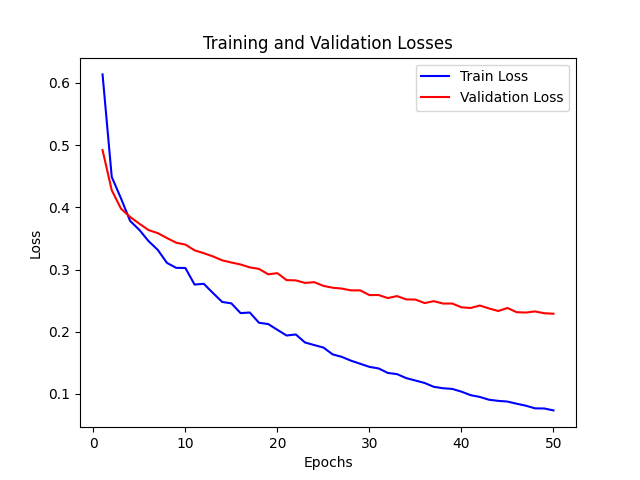 Training and Validation Losses
Train Loss
Validation Loss
0.6
0.5
0.4
0.3
0.2
0.1
Loss
0 10 20 30 40 50
Epochs